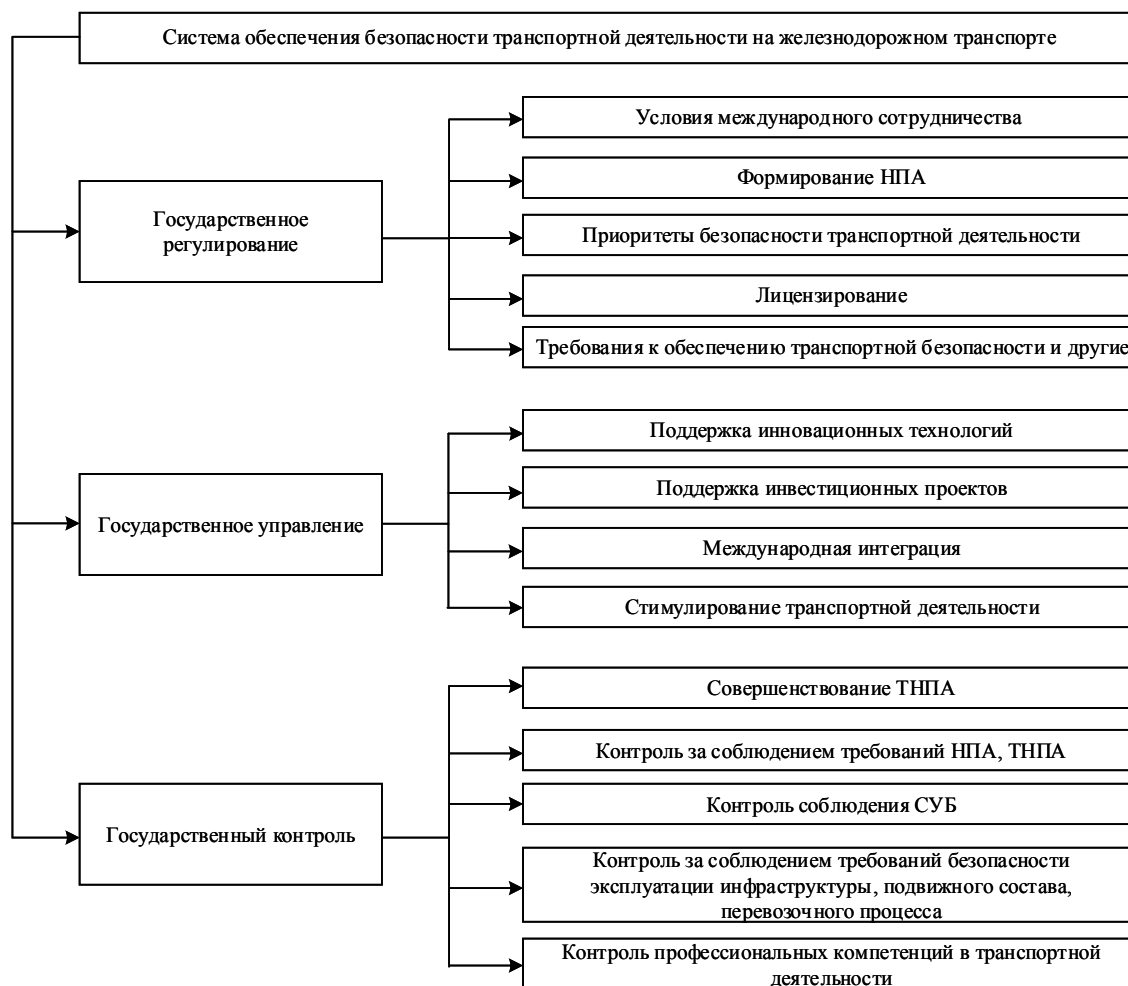 Система обеспечения безопасности транспортной деятельности на железнодорожном транспорте
Государственное
регулирование
Условия международного сотрудничества
Формирование НПА
Приоритеты безопасности транспортной деятельности
Лицензирование
Требования к обеспечению транспортной безопасности и другие
Государственное управление
Поддержка инновационных технологий
Поддержка инвестиционных проектов
Международная интеграция
Стимулирование транспортной деятельности
Государственный контроль
Совершенствование ТНПА
Контроль за соблюдением требований НПА, ТНПА
Контроль соблюдения СУБ
Контроль за соблюдением требований безопасности
эксплуатации инфраструктуры, подвижного состава,
перевозочного процесса
Контроль профессиональных компетенций в транспортной
деятельности